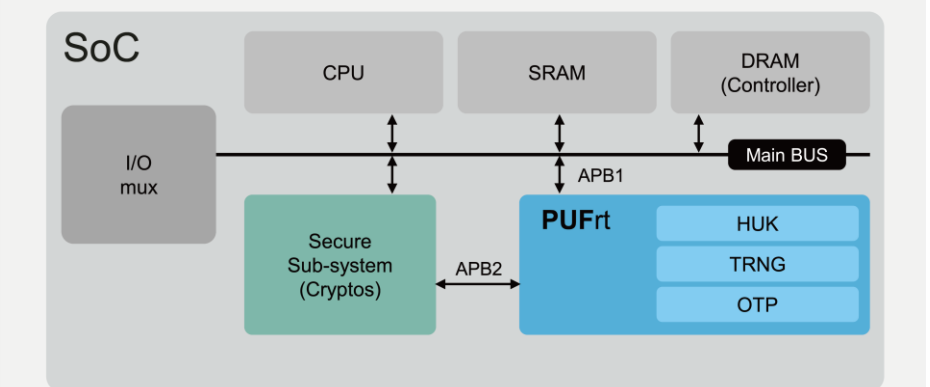 SoC
CPU
SRAM
DRAM
(Controller)
I/O
mux
Main BUS
APB1
Secure
Sub-system
(Cryptos)
APB2
PUFrt
HUK
TRNG
OTP